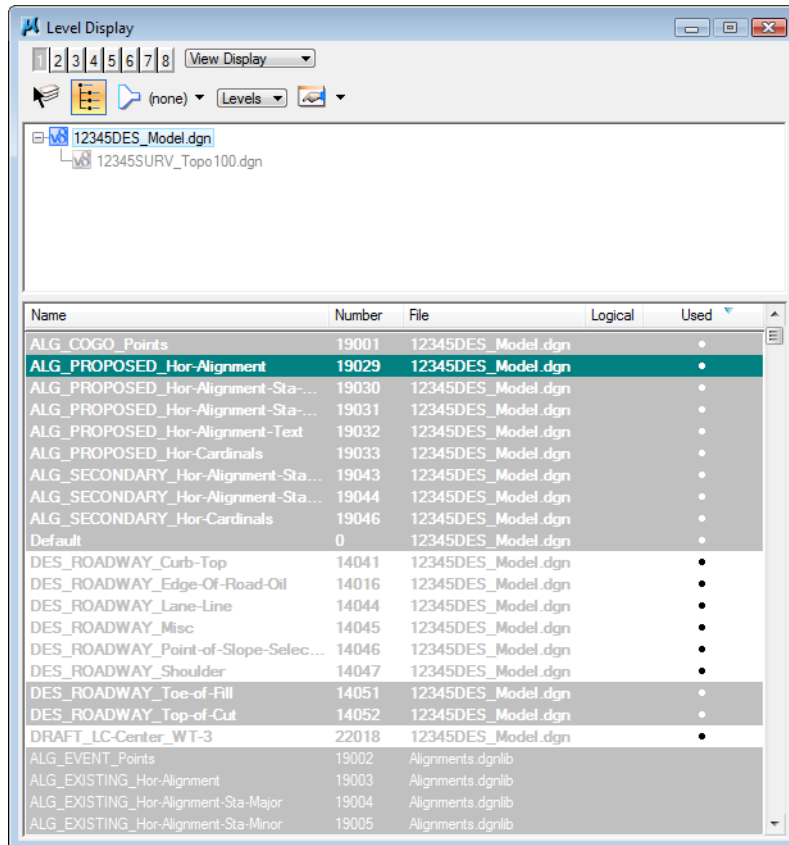 Level Display
1 2 3 4 5 6 7 8 View Display
(none) Levels
v8 12345DES_Model.dgn
v8 12345SURV_Topo100.dgn
Name Number File Logical Used
ALG_COGO_Points 19001 12345DES_Model.dgn
ALG_PROPOSED_Hor-Alignment 19029 12345DES_Model.dgn
ALG_PROPOSED_Hor-Alignment-Sta-... 19030 12345DES_Model.dgn
ALG_PROPOSED_Hor-Alignment-Sta-... 19031 12345DES_Model.dgn
ALG_PROPOSED_Hor-Alignment-Text 19032 12345DES_Model.dgn
ALG_PROPOSED_Hor-Cardinals 19033 12345DES_Model.dgn
ALG_SECONDARY_Hor-Alignment-Sta... 19043 12345DES_Model.dgn
ALG_SECONDARY_Hor-Alignment-Sta... 19044 12345DES_Model.dgn
ALG_SECONDARY_Hor-Cardinals 19046 12345DES_Model.dgn
Default 0 12345DES_Model.dgn
DES_ROADWAY_Curb-Top 14041 12345DES_Model.dgn
DES_ROADWAY_Edge-Of-Road-Oil 14016 12345DES_Model.dgn
DES_ROADWAY_Lane-Line 14044 12345DES_Model.dgn
DES_ROADWAY_Misc 14045 12345DES_Model.dgn
DES_ROADWAY_Point-of-Slope-Selec... 14046 12345DES_Model.dgn
DES_ROADWAY_Shoulder 14047 12345DES_Model.dgn
DES_ROADWAY_Toe-of-Fill 14051 12345DES_Model.dgn
DES_ROADWAY_Top-of-Cut 14052 12345DES_Model.dgn
DRAFT_LC-Center_WT-3 22018 12345DES_Model.dgn
ALG_EVENT_Points 19002 Alignments.dgnlib
ALG_EXISTING_Hor-Alignment 19003 Alignments.dgnlib
ALG_EXISTING_Hor-Alignment-Sta-Major 19004 Alignments.dgnlib
ALG_EXISTING_Hor-Alignment-Sta-Minor 19005 Alignments.dgnlib